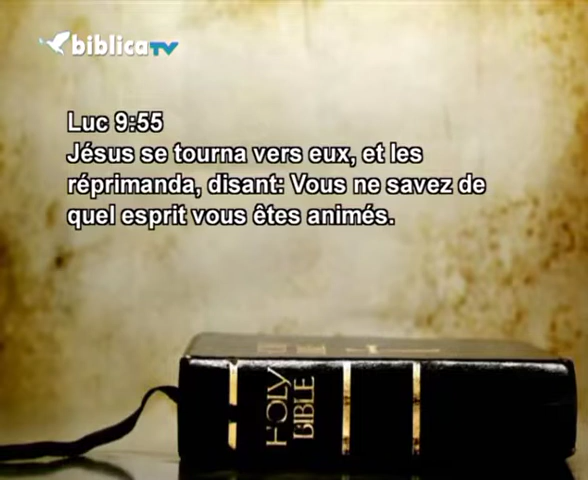 biblicaTV
Luc 9:55
Jésus se tourna vers eux, et les
réprimanda, disant: Vous ne savez de
quel esprit vous êtes animés.
HOLY
BIBLE